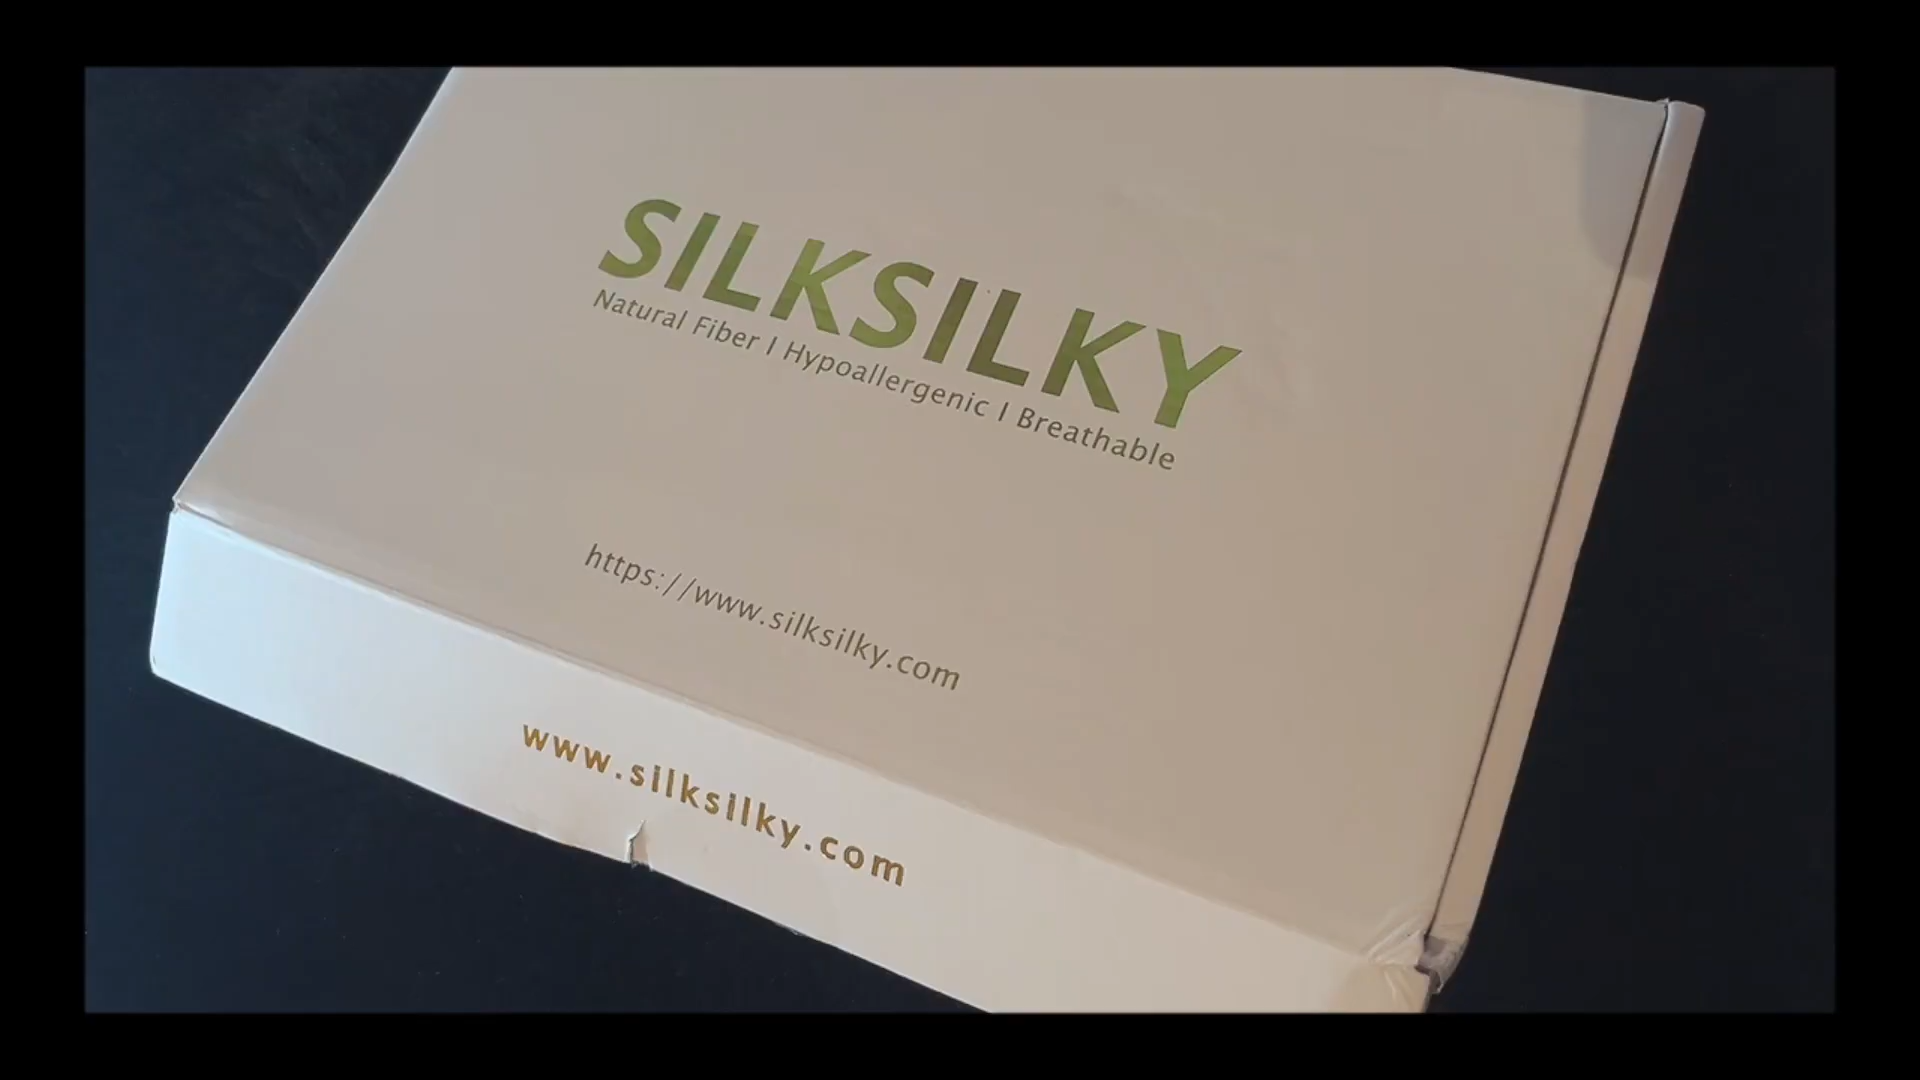 SILKSILKY
Natural Fiber I Hypoallergenic I Breathable
https://www.silksilky.com
www.silksilky.com